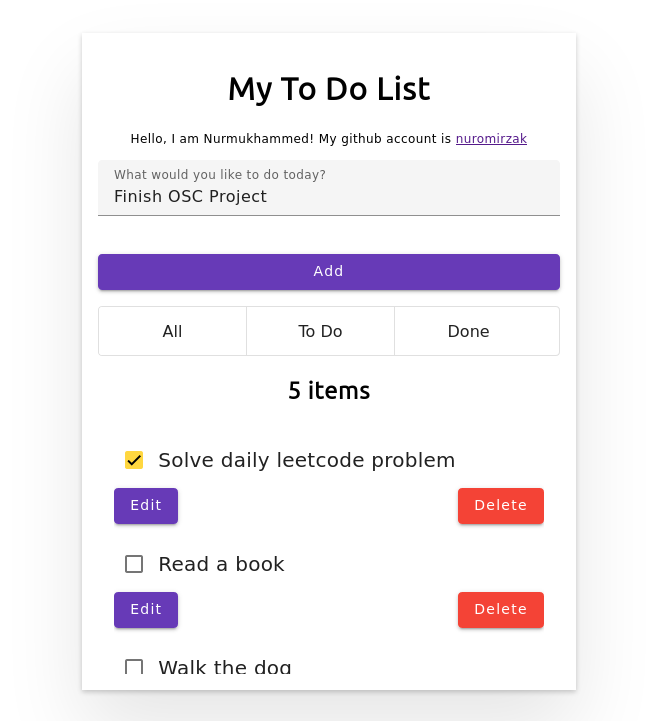 My To Do List
Hello, I am Nurmukhammed! My github account is nuromirzak
What would you like to do today?
Finish OSC Project
Add
All To Do Done
5 items
Solve daily leetcode problem
Edit Delete
Read a book
Edit Delete
Walk the dog